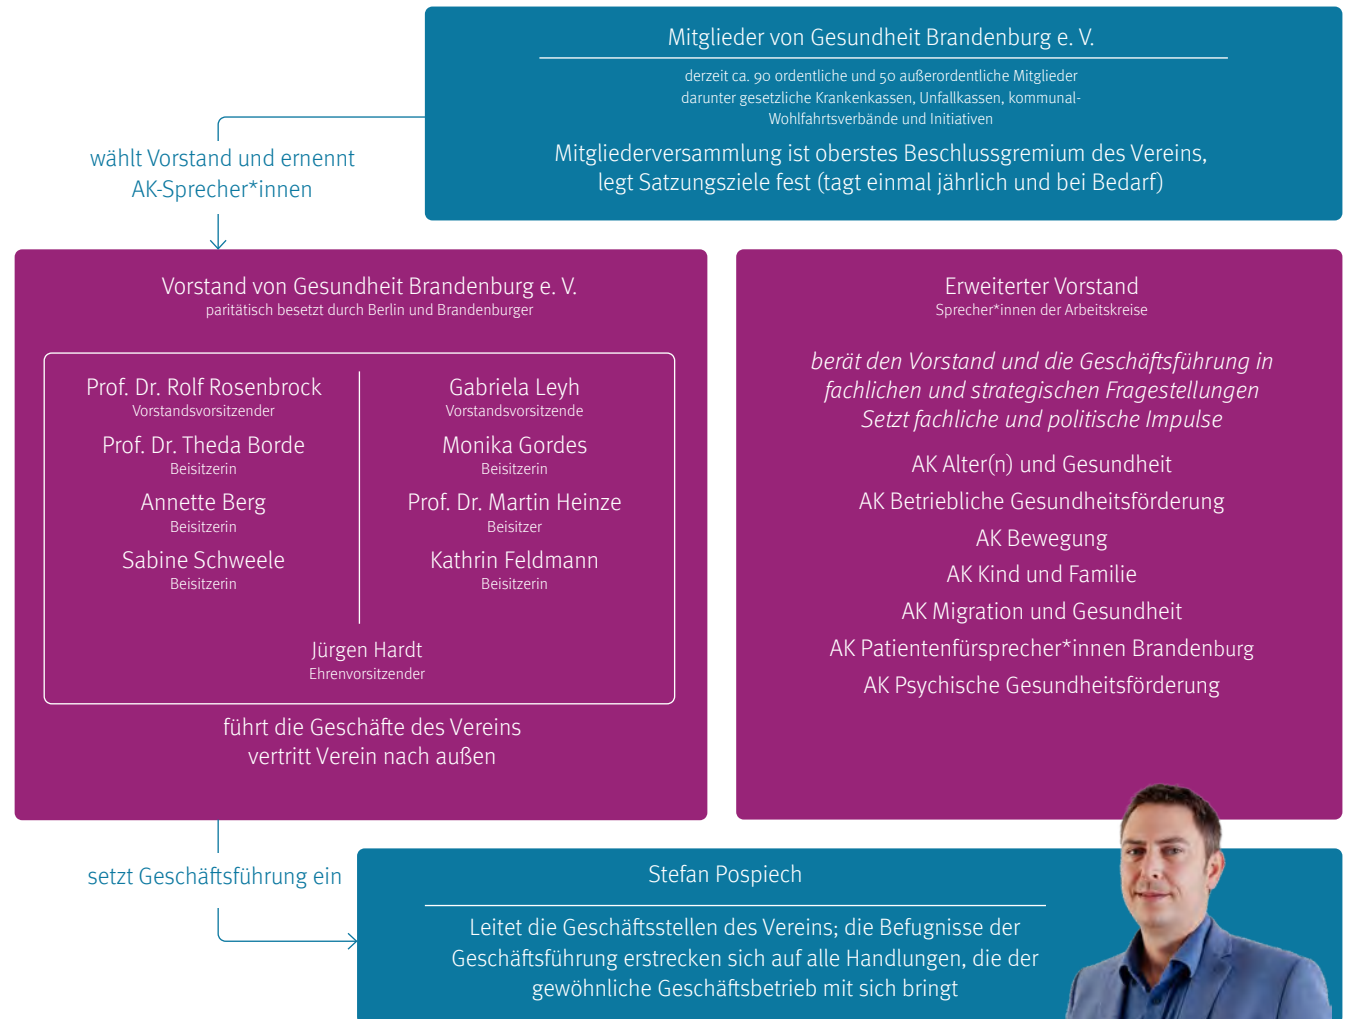 Mitglieder von Gesundheit Brandenburg e. V.
derzeit ca. 90 ordentliche und 50 außerordentliche Mitglieder
darunter gesetzliche Krankenkassen, Unfallkassen, kommunal-
Wohlfahrtsverbände und Initiativen
Mitgliederversammlung ist oberstes Beschlussgremium des Vereins,
legt Satzungsziele fest (tagt einmal jährlich und bei Bedarf)
wählt Vorstand und ernennt
AK-Sprecher*innen
Vorstand von Gesundheit Brandenburg e. V.
paritätisch besetzt durch Berlin und Brandenburger
Prof. Dr. Rolf Rosenbrock
Vorstandsvorsitzender
Prof. Dr. Theda Borde
Beisitzerin
Annette Berg
Beisitzerin
Sabine Schweele
Beisitzerin
Gabriela Leyh
Vorstandsvorsitzende
Monika Gordes
Beisitzerin
Prof. Dr. Martin Heinze
Beisitzer
Kathrin Feldmann
Beisitzerin
Jürgen Hardt
Ehrenvorsitzender
führt die Geschäfte des Vereins
vertritt Verein nach außen
Erweiterter Vorstand
Sprecher*innen der Arbeitskreise
berät den Vorstand und die Geschäftsführung in
fachlichen und strategischen Fragestellungen
Setzt fachliche und politische Impulse
AK Alter(n) und Gesundheit
AK Betriebliche Gesundheitsförderung
AK Bewegung
AK Kind und Familie
AK Migration und Gesundheit
AK Patientenfürsprecher*innen Brandenburg
AK Psychische Gesundheitsförderung
setzt Geschäftsführung ein
Stefan Pospiech
Leitet die Geschäftsstellen des Vereins; die Befugnisse der
Geschäftsführung erstrecken sich auf alle Handlungen, die der
gewöhnliche Geschäftsbetrieb mit sich bringt